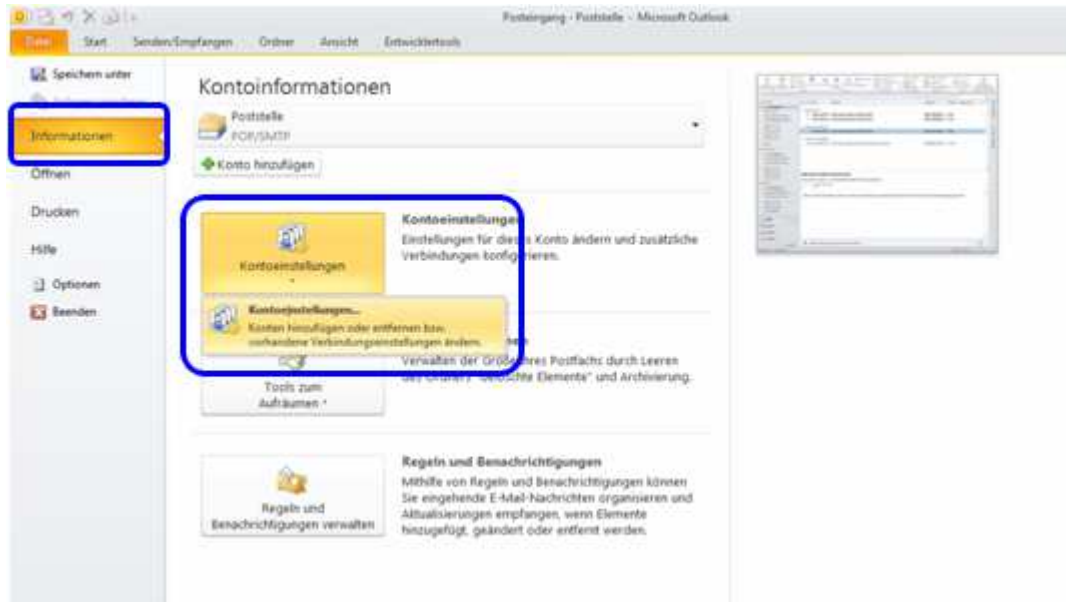 Posteingang - Poststelle - Microsoft Outlook
Datei Start Senden/Empfangen Ordner Ansicht Entwicklertools
Speichern unter
Informationen
Öffnen
Drucken
Hilfe
Optionen
Beenden
Kontoinformationen
Poststelle
POP/SMTP
Konto hinzufügen
Kontoeinstellungen
Kontoeinstellungen
Einstellungen für dieses Konto ändern und zusätzliche
Verbindungen konfigurieren.
Kontoeinstellungen...
Konten hinzufügen oder entfernen bzw.
vorhandene Verbindungseinstellungen ändern.
Tools zum
Aufräumen
Verwalten der Größe Ihres Postfachs durch Leeren
des Ordners "Gelöschte Elemente" und Archivierung.
Regeln und
Benachrichtigungen verwalten
Regeln und Benachrichtigungen
Mithilfe von Regeln und Benachrichtigungen können
Sie eingehende E-Mail-Nachrichten organisieren und
Aktualisierungen empfangen, wenn Elemente
hinzugefügt, geändert oder entfernt werden.